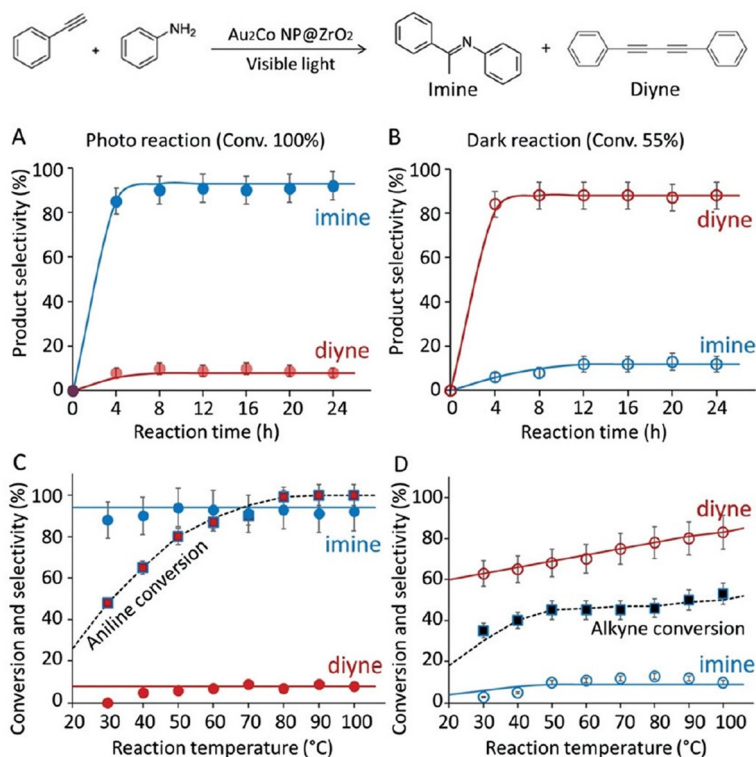 NH2
+
Au2Co NP@ZrO2
Visible light
N
+
Imine
Diyne
A
Photo reaction (Conv. 100%)
B
Dark reaction (Conv. 55%)
Product selectivity (%)
100
80
60
40
20
0
imine
diyne
0 4 8 12 16 20 24
Reaction time (h)
Product selectivity (%)
100
80
60
40
20
0
diyne
imine
0 4 8 12 16 20 24
Reaction time (h)
C
Conversion and selectivity (%)
100
80
60
40
20
0
imine
Aniline conversion
diyne
20 30 40 50 60 70 80 90 100
Reaction temperature (°C)
D
Conversion and selectivity (%)
100
80
60
40
20
0
diyne
Alkyne conversion
imine
20 30 40 50 60 70 80 90 100
Reaction temperature (°C)